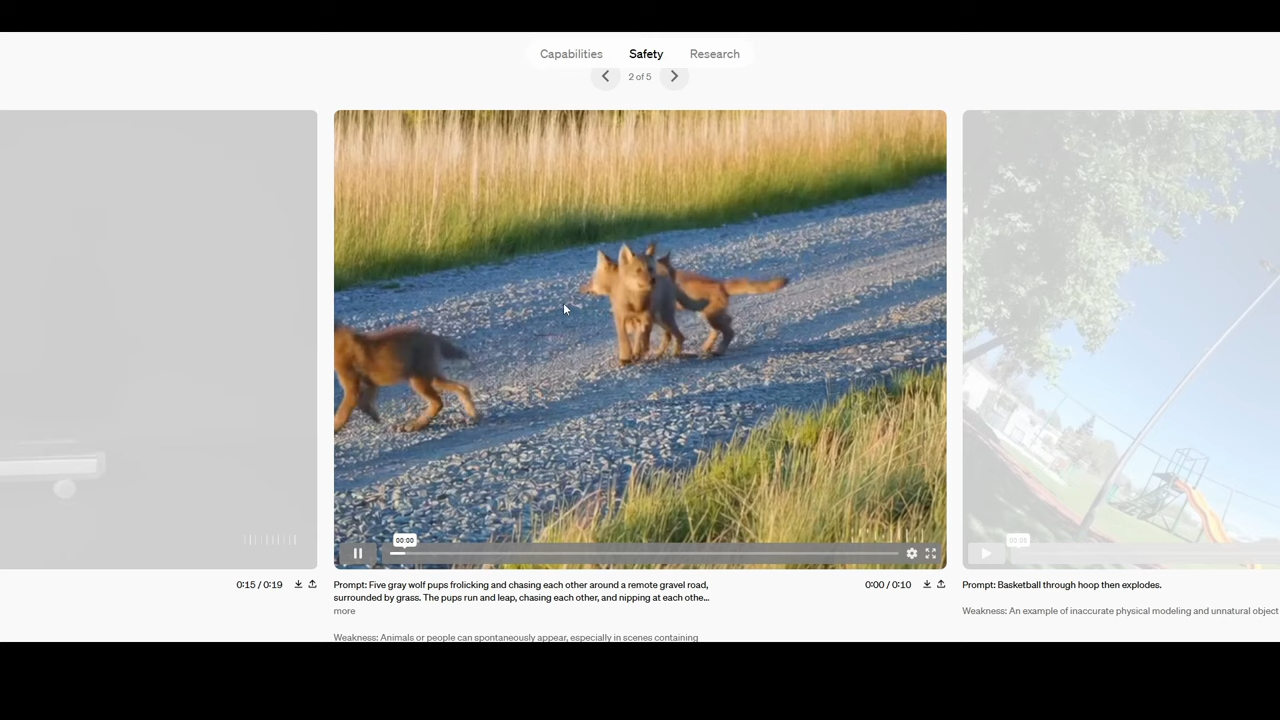 Capabilities Safety Research
2 of 5
00:00
00:00
0:15 / 0:19
Prompt: Five gray wolf pups frolicking and chasing each other around a remote gravel road,
surrounded by grass. The pups run and leap, chasing each other, and nipping at each othe...
more
0:00 / 0:10
Prompt: Basketball through hoop then explodes.
Weakness: An example of inaccurate physical modeling and unnatural object
Weakness: Animals or people can spontaneously appear, especially in scenes containing